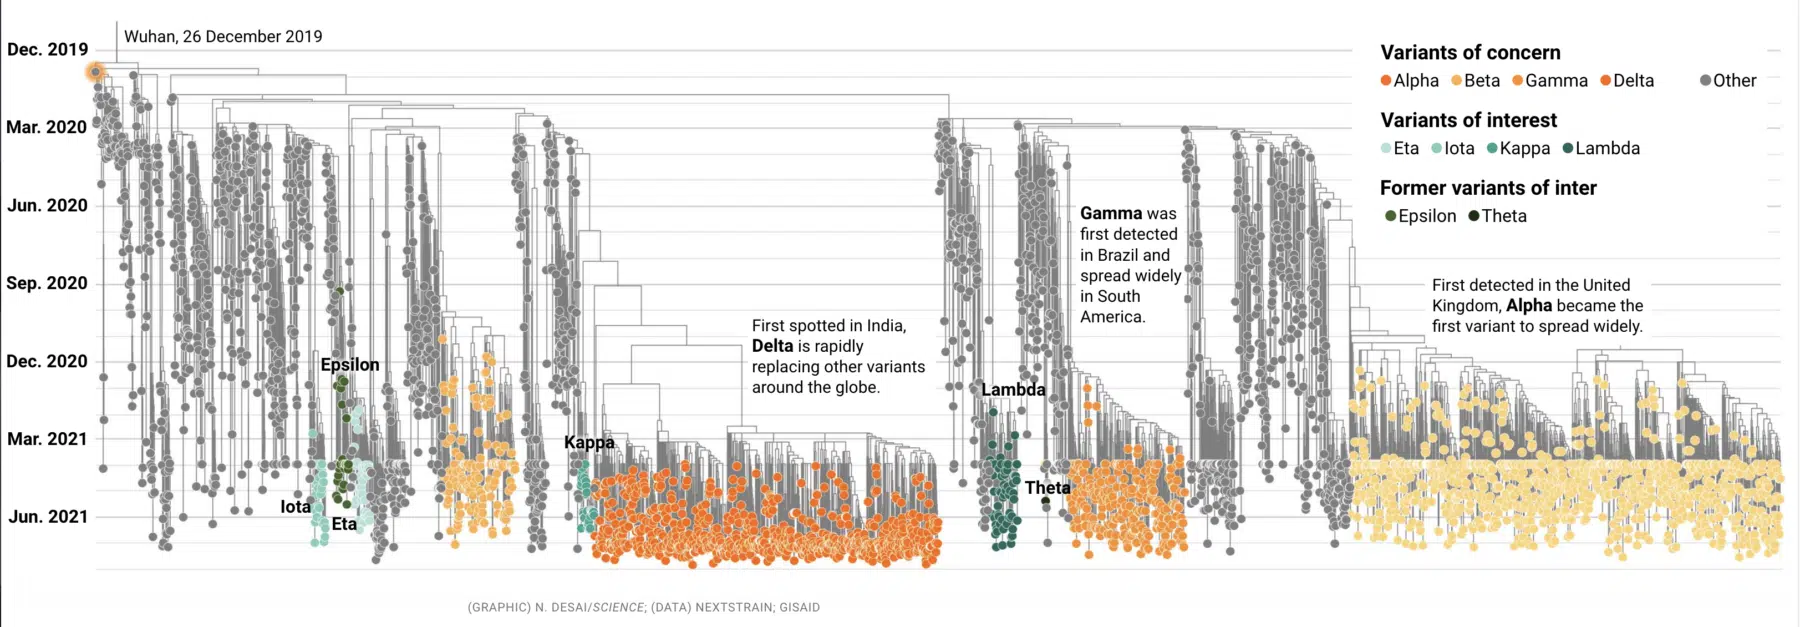 Wuhan, 26 December 2019
Dec. 2019
Mar. 2020
Jun. 2020
Sep. 2020
Dec. 2020
Mar. 2021
Jun. 2021
Variants of concern
Alpha Beta Gamma Delta Other
Variants of interest
Eta Iota Kappa Lambda
Former variants of inter
Epsilon Theta
Epsilon
Iota
Eta
Kappa
First spotted in India,
Delta is rapidly
replacing other variants
around the globe.
Lambda
Theta
Gamma was
first detected
in Brazil and
spread widely
in South
America.
First detected in the United
Kingdom, Alpha became the
first variant to spread widely.
(GRAPHIC) N. DESAI/SCIENCE; (DATA) NEXTSTRAIN; GISAID